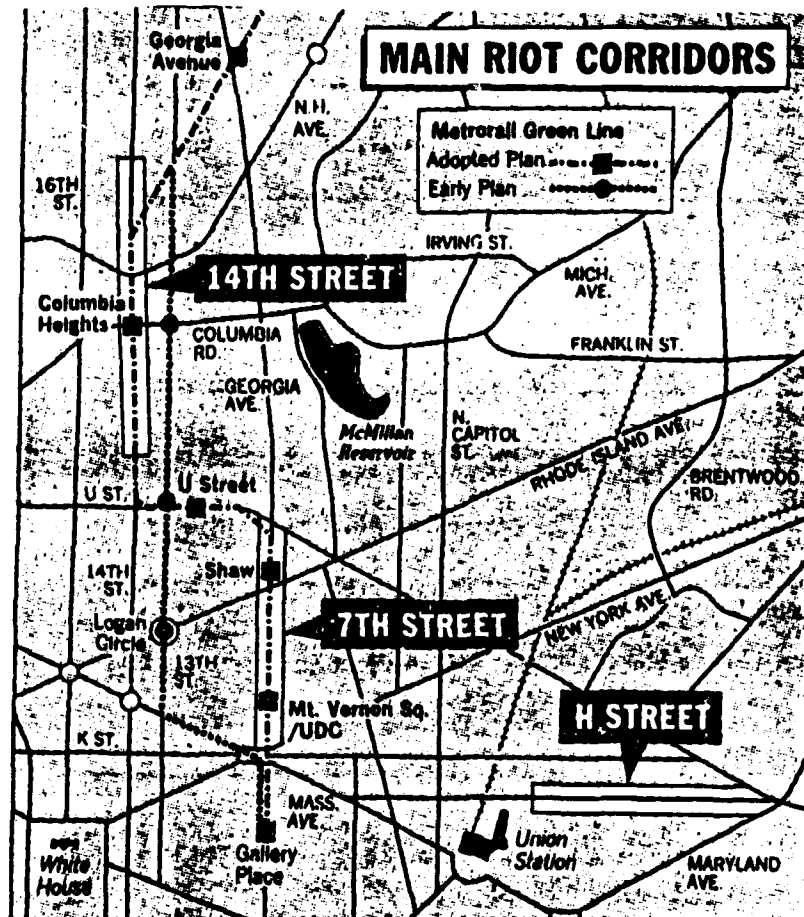 Georgia
Avenue
MAIN RIOT CORRIDORS
N.H.
AVE.
Metrorail Green Line
Adopted Plan
Early Plan
16TH
ST.
IRVING ST.
14TH STREET
MICH.
AVE.
Columbia
Heights
COLUMBIA
RD.
FRANKLIN ST.
GEORGIA
AVE.
McMillan
Reservoir
N.
CAPITOL
ST.
RHODE ISLAND AVE.
BRENTWOOD
RD.
U ST.
U Street
14TH
ST.
Shaw
Logan
Circle
13TH
ST.
7TH STREET
NEW YORK AVE.
Mt. Vernon Sq.
/UDC
H STREET
K ST.
MASS.
AVE.
Gallery
Place
Union
Station
White
House
MARYLAND
AVE.